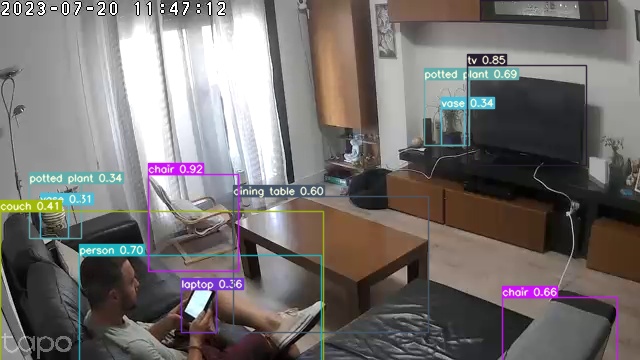 2023-07-20 11:47:12
tv 0.85
potted plant 0.69
vase 0.34
chair 0.92
potted plant 0.34
vase 0.31
dining table 0.60
couch 0.41
person 0.70
laptop 0.36
chair 0.66
tapo